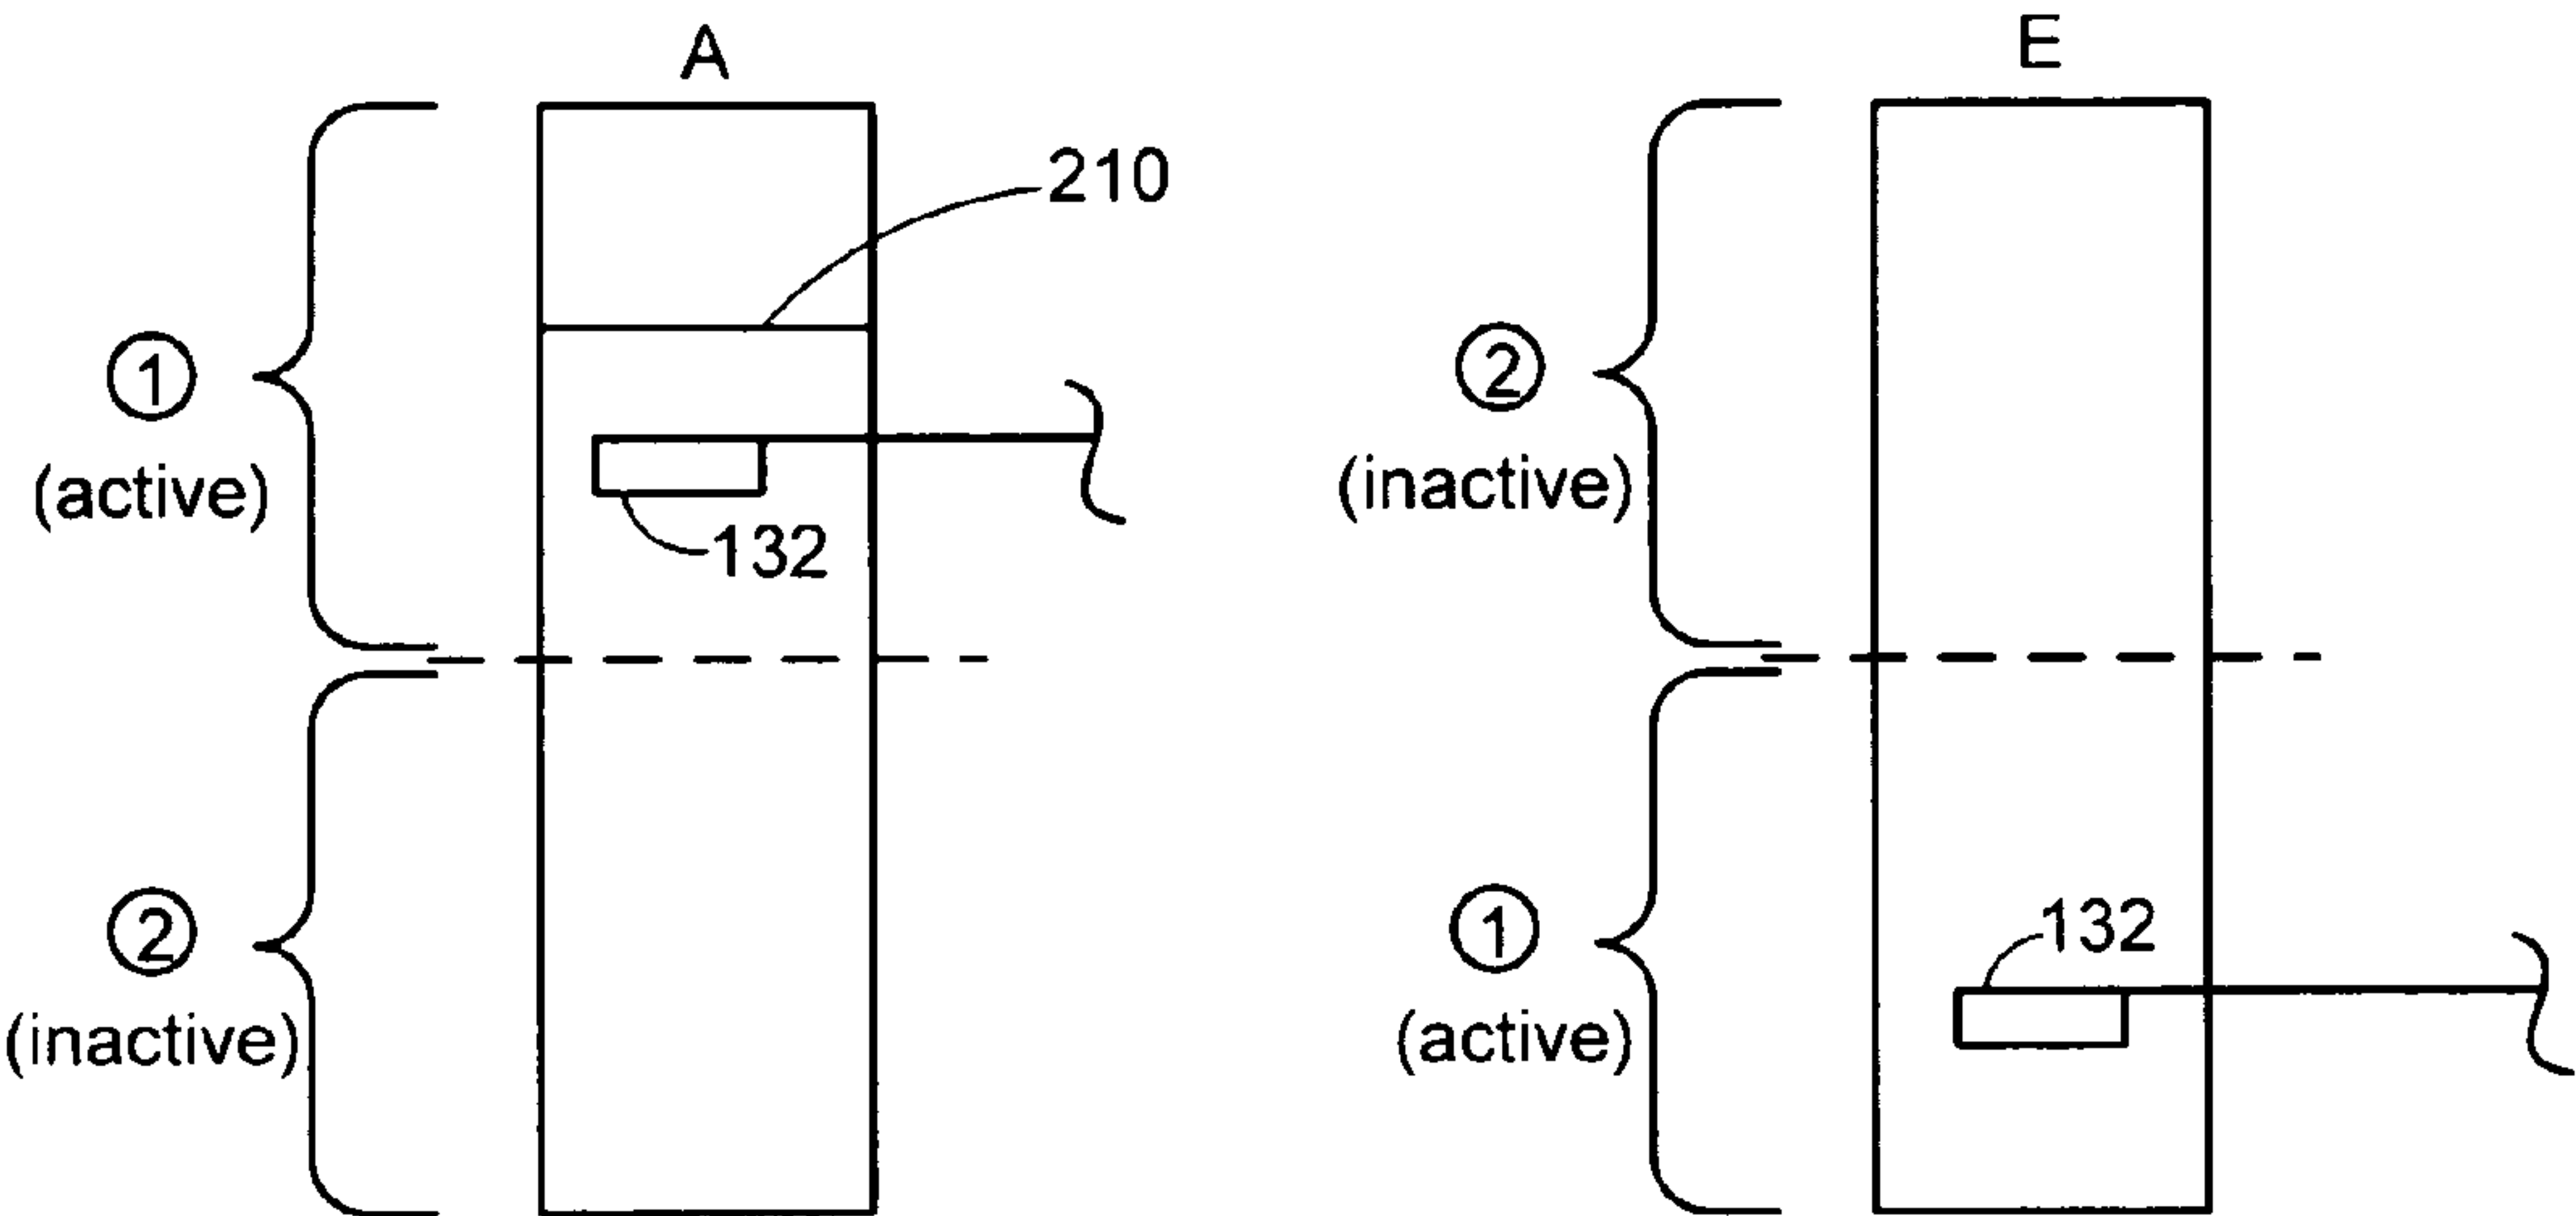 A
210
①
(active)
132
②
(inactive)
E
②
(inactive)
①
132
(active)